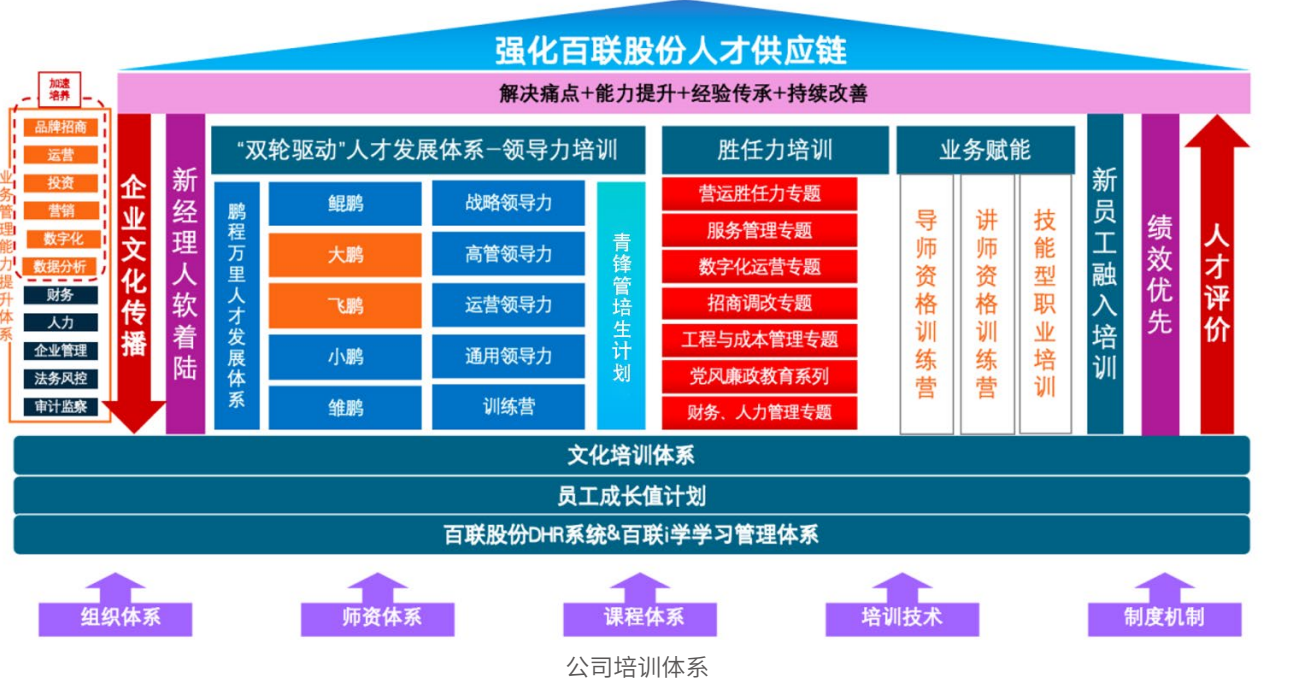 强化百联股份人才供应链
解决痛点+能力提升+经验传承+持续改善
加速
培养
品牌招商
运营
投资
营销
数字化
数据分析
财务
人力
企业管理
法务风控
审计监察
业务管理能力提升体系
企业文化传播
新经理人软着陆
“双轮驱动”人才发展体系—领导力培训
鹏程万里人才发展体系
鲲鹏
大鹏
飞鹏
小鹏
雏鹏
战略领导力
高管领导力
运营领导力
通用领导力
训练营
青锋管培生计划
胜任力培训
营运胜任力专题
服务管理专题
数字化运营专题
招商调改专题
工程与成本管理专题
党风廉政教育系列
财务、人力管理专题
业务赋能
导师资格训练营
讲师资格训练营
技能型职业培训
新员工融入培训
绩效优先
人才评价
文化培训体系
员工成长值计划
百联股份DHR系统&百联i学学习管理体系
组织体系
师资体系
课程体系
培训技术
制度机制
公司培训体系